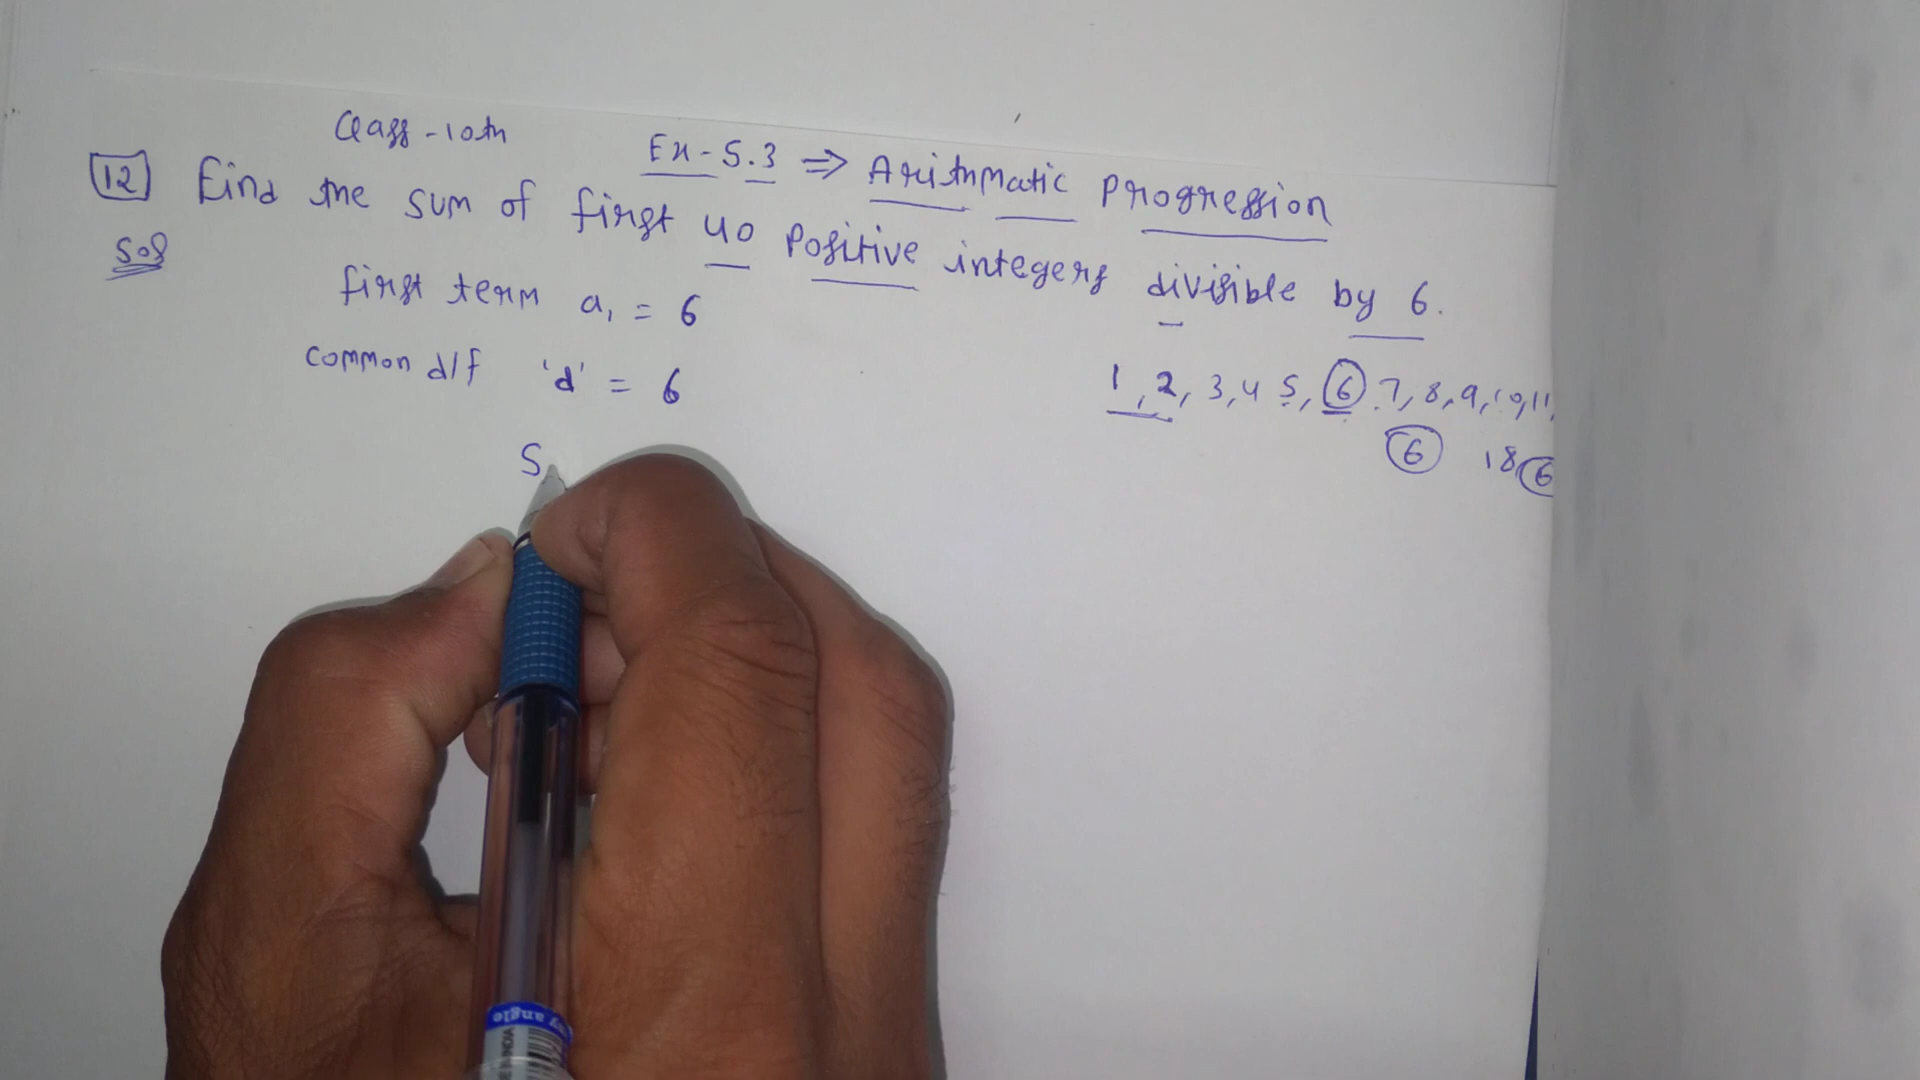 Class - 10th
Ex - 5.3 ⇒ Arithmatic Progression
12 Find the sum of first 40 Positive integers divisible by 6.
Sol
first term a₁ = 6
common d/f 'd' = 6
1, 2, 3, 4 5, 6 7, 8, 9, 10, 11,
6 18 6
S
my angle